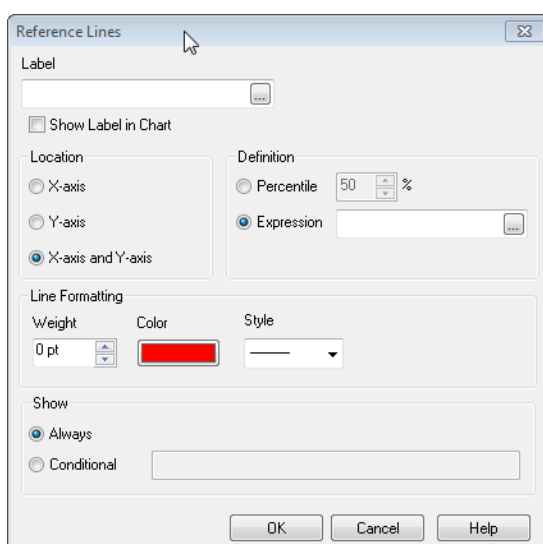 Reference Lines
Label
...
Show Label in Chart
Location
X-axis
Y-axis
X-axis and Y-axis
Definition
Percentile 50 %
Expression ...
Line Formatting
Weight Color Style
0 pt
Show
Always
Conditional
OK Cancel Help